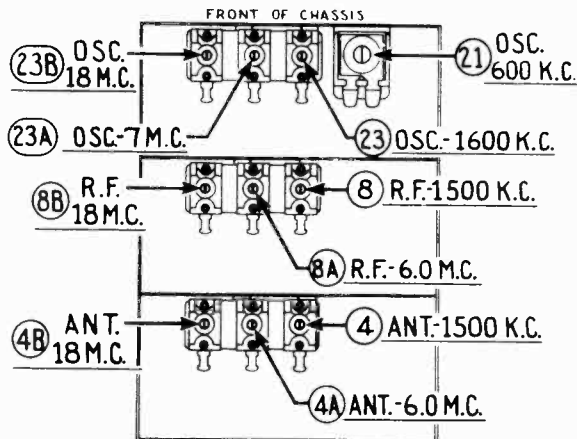 FRONT OF CHASSIS
23B OSC. 18 M.C.
21 OSC. 600 K.C.
23A OSC.-7 M.C.
23 OSC.-1600 K.C.
8B R.F. 18 M.C.
8 R.F.-1500 K.C.
8A R.F.-6.0 M.C.
4B ANT. 18 M.C.
4 ANT.-1500 K.C.
4A ANT.-6.0 M.C.